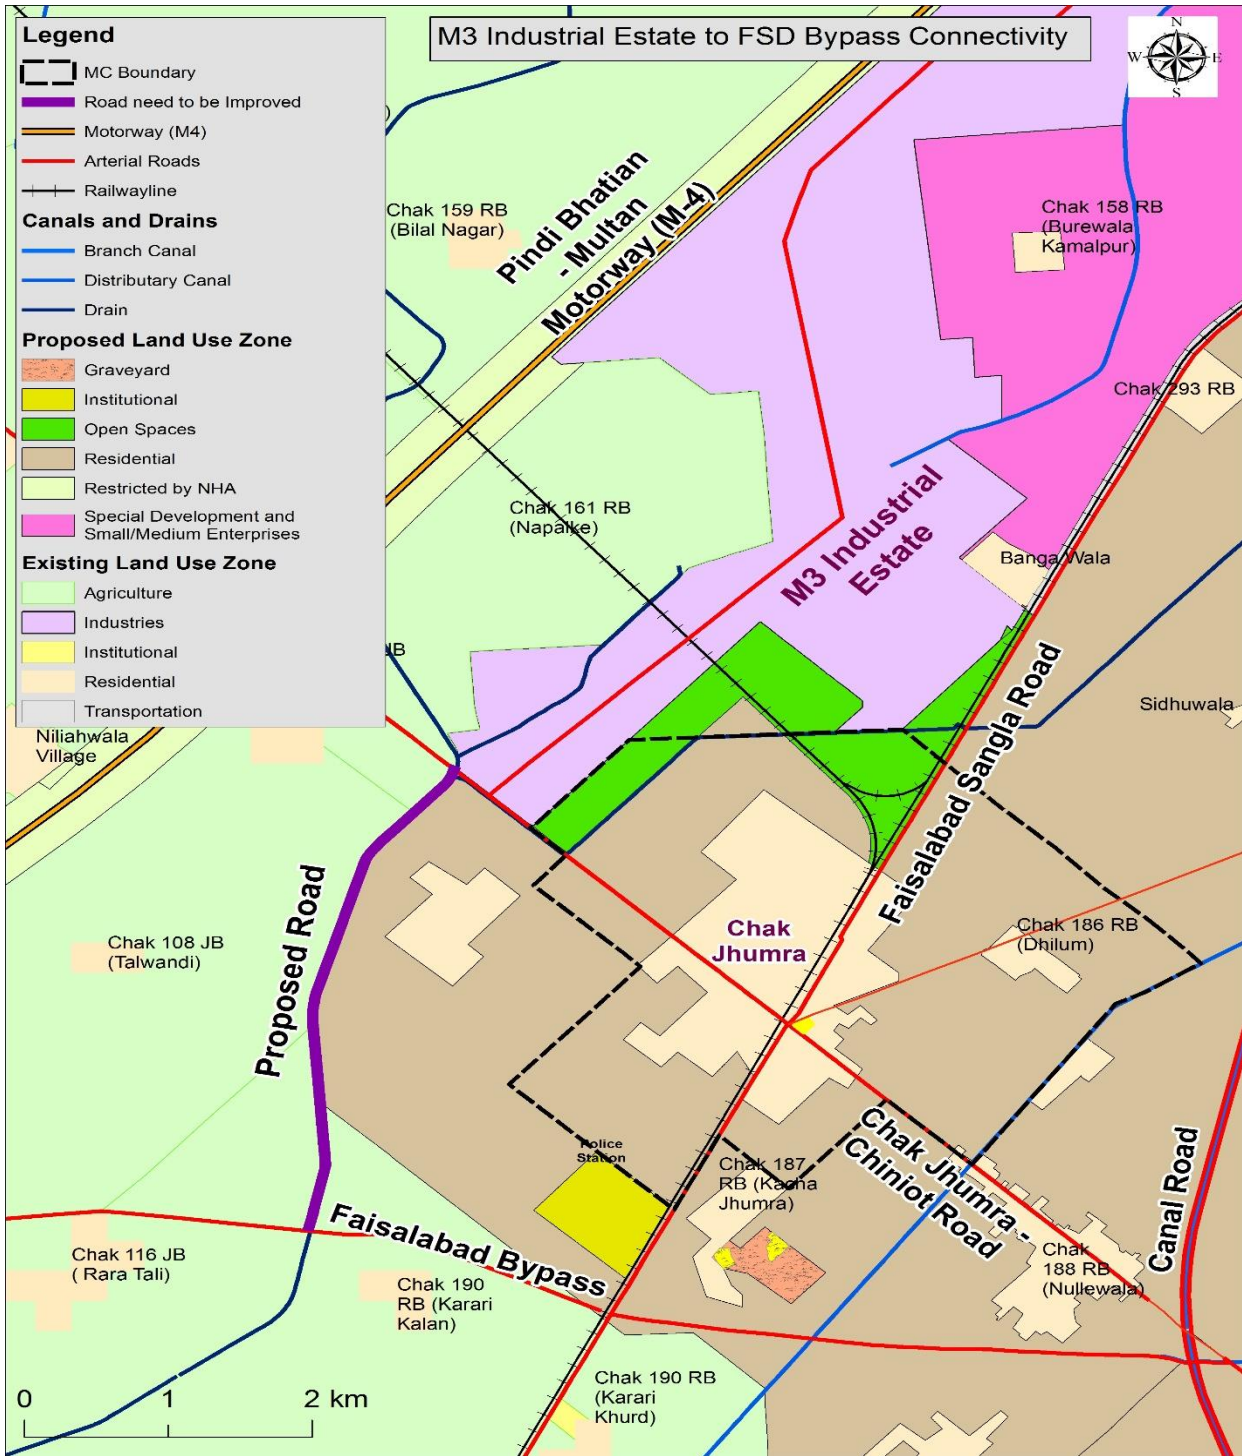 M3 Industrial Estate to FSD Bypass Connectivity
N
W
E
S
Legend
MC Boundary
Road need to be Improved
Motorway (M4)
Arterial Roads
Railwayline
Canals and Drains
Branch Canal
Distributary Canal
Drain
Proposed Land Use Zone
Graveyard
Institutional
Open Spaces
Residential
Restricted by NHA
Special Development and
Small/Medium Enterprises
Existing Land Use Zone
Agriculture
Industries
Institutional
Residential
Transportation
)
JB
Chak 159 RB
(Bilal Nagar)
Pindi Bhatian
- Multan
Motorway (M-4)
Chak 158 RB
(Burewala
Kamalpur)
Chak 293 RB
Chak 161 RB
(Napalke)
M3 Industrial
Estate
Banga Wala
Sidhuwala
Niliahwala
Village
Faisalabad Sangla Road
Chak 108 JB
(Talwandi)
Proposed Road
Chak
Jhumra
Chak 186 RB
(Dhilum)
Police
Station
Chak 187
RB (Kacha
Jhumra)
Chak Jhumra -
Chiniot Road
Canal Road
Chak 116 JB
( Rara Tali)
Faisalabad Bypass
Chak 190
RB (Karari
Kalan)
Chak
188 RB
(Nullewala)
Chak 190 RB
(Karari
Khurd)
0 1 2 km